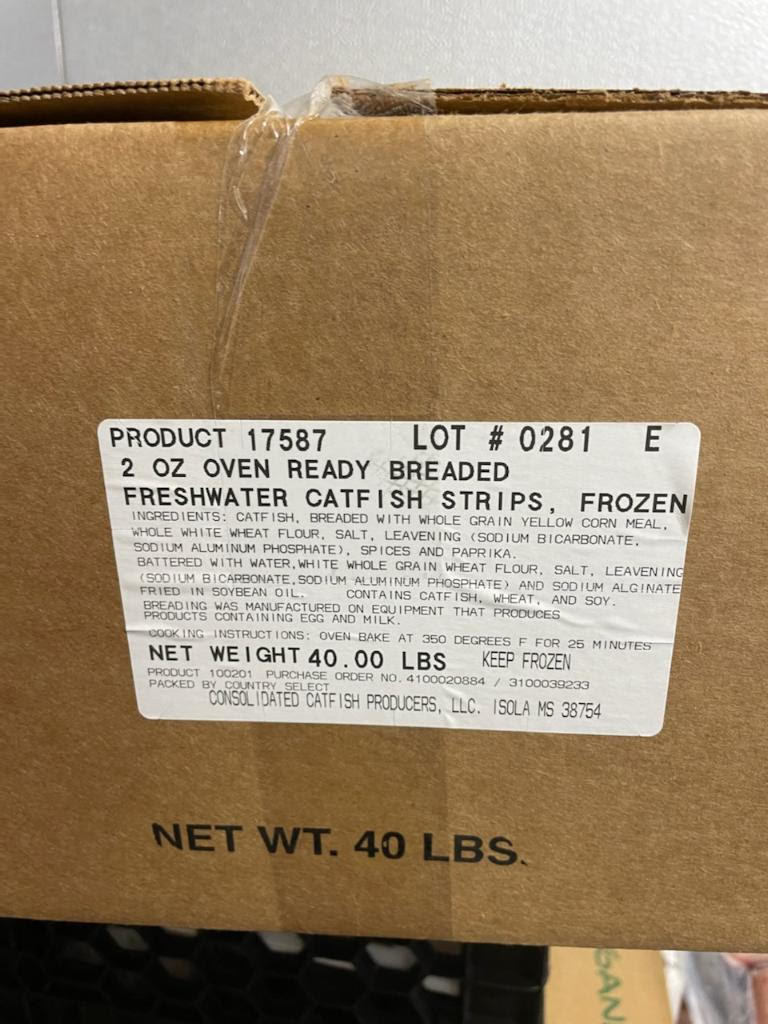 PRODUCT 17587 LOT # 0281 E
2 OZ OVEN READY BREADED
FRESHWATER CATFISH STRIPS, FROZEN
INGREDIENTS: CATFISH, BREADED WITH WHOLE GRAIN YELLOW CORN MEAL,
WHOLE WHITE WHEAT FLOUR, SALT, LEAVENING (SODIUM BICARBONATE,
SODIUM ALUMINUM PHOSPHATE), SPICES AND PAPRIKA.
BATTERED WITH WATER, WHITE WHOLE GRAIN WHEAT FLOUR, SALT, LEAVENING
(SODIUM BICARBONATE, SODIUM ALUMINUM PHOSPHATE) AND SODIUM ALGINATE
FRIED IN SOYBEAN OIL. CONTAINS CATFISH, WHEAT, AND SOY.
BREADING WAS MANUFACTURED ON EQUIPMENT THAT PRODUCES
PRODUCTS CONTAINING EGG AND MILK.
COOKING INSTRUCTIONS: OVEN BAKE AT 350 DEGREES F FOR 25 MINUTES
NET WEIGHT 40.00 LBS KEEP FROZEN
PRODUCT 100201 PURCHASE ORDER NO. 4100020884 / 3100039233
PACKED BY COUNTRY SELECT
CONSOLIDATED CATFISH PRODUCERS, LLC. ISOLA MS 38754
NET WT. 40 LBS.